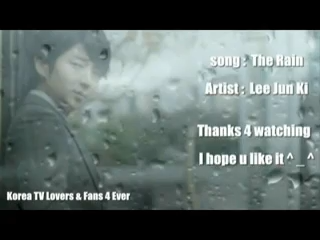 song : The Rain
Artist : Lee Jun Ki
Thanks 4 watching
I hope u like it ^ _ ^
Korea TV Lovers & Fans 4 Ever